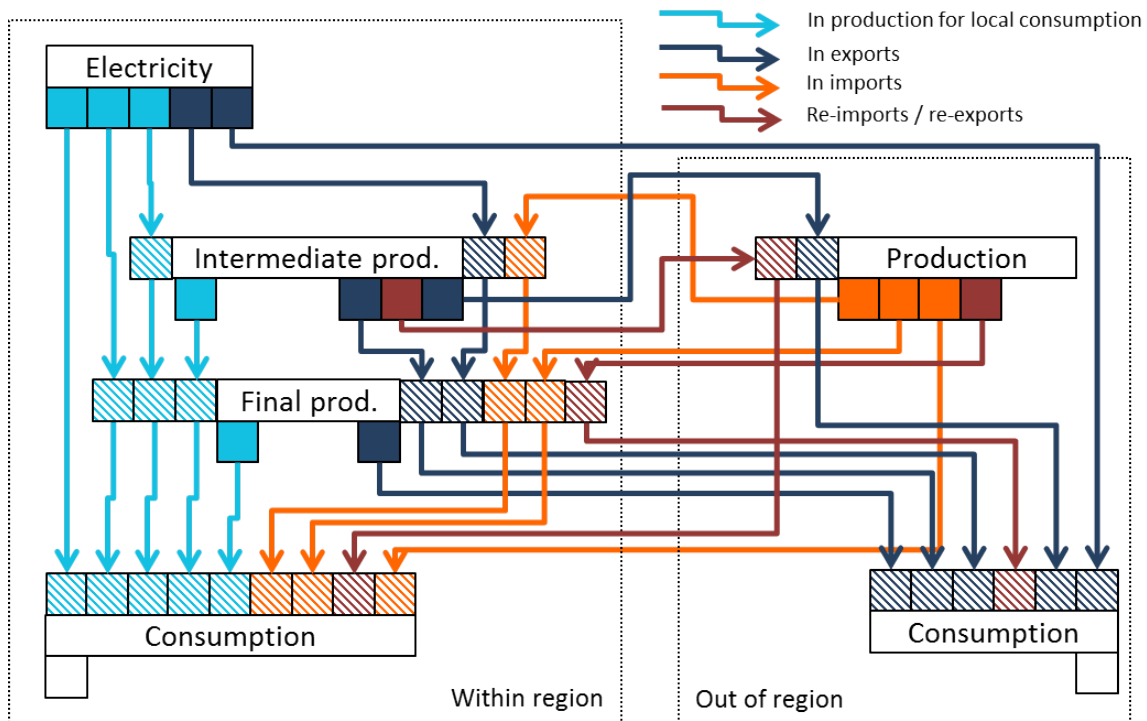 In production for local consumption
In exports
In imports
Re-imports / re-exports
Electricity
Intermediate prod.
Production
Final prod.
Consumption
Consumption
Within region
Out of region